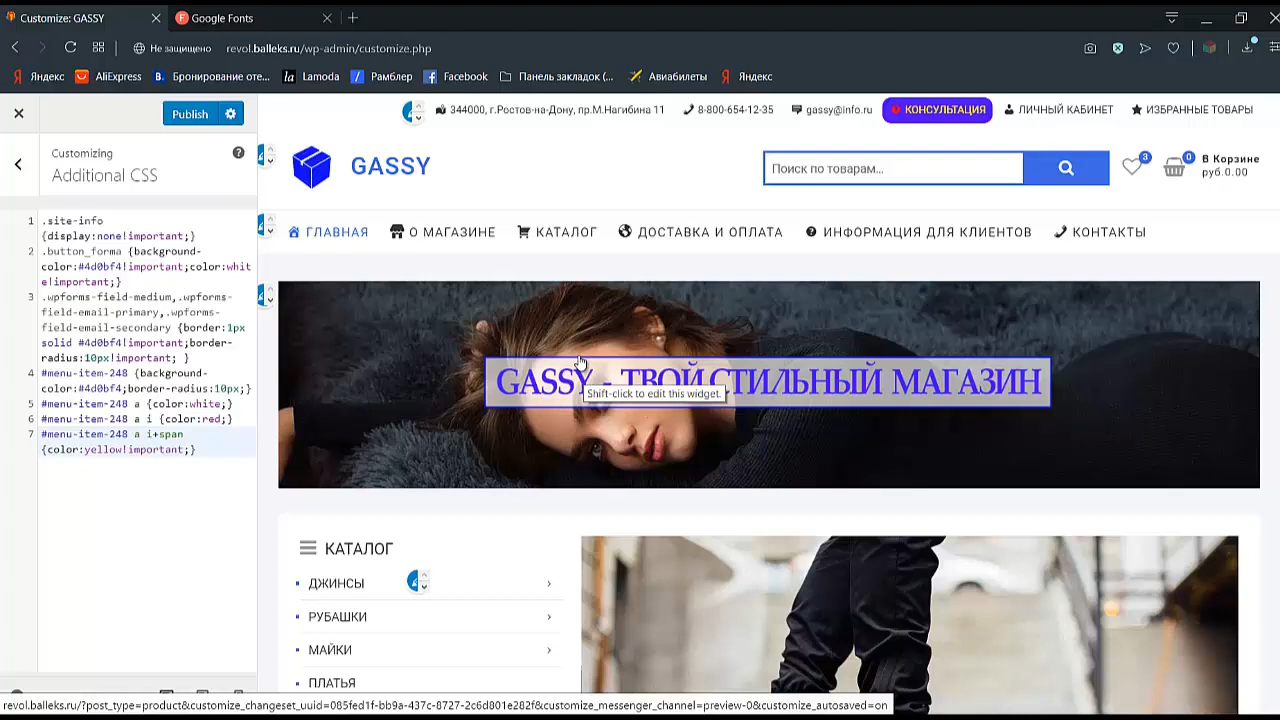 Customize: GASSY
Google Fonts
Не защищено
revol.balleks.ru/wp-admin/customize.php
Яндекс
AliExpress
Бронирование оте...
Lamoda
Рамблер
Facebook
Панель закладок (...
Авиабилеты
Яндекс
Publish
Customizing
Additional CSS
1 .site-info
{display:none!important;}
2 .button_forma {background-
color:#4d0bf4!important;color:whit
e!important;}
3 .wpforms-field-medium,.wpforms-
field-email-primary,.wpforms-
field-email-secondary {border:1px
solid #4d0bf4!important;border-
radius:10px!important; }
4 #menu-item-248 {background-
color:#4d0bf4;border-radius:10px;}
5 #menu-item-248 a {color:white;}
6 #menu-item-248 a i {color:red;}
7 #menu-item-248 a i+span
{color:yellow!important;}
344000, г.Ростов-на-Дону, пр.М.Нагибина 11
8-800-654-12-35
gassy@info.ru
КОНСУЛЬТАЦИЯ
ЛИЧНЫЙ КАБИНЕТ
ИЗБРАННЫЕ ТОВАРЫ
GASSY
Поиск по товарам...
3
0
В Корзине
руб.0.00
ГЛАВНАЯ
О МАГАЗИНЕ
КАТАЛОГ
ДОСТАВКА И ОПЛАТА
ИНФОРМАЦИЯ ДЛЯ КЛИЕНТОВ
КОНТАКТЫ
GASSY - ТВОЙ СТИЛЬНЫЙ МАГАЗИН
Shift-click to edit this widget.
КАТАЛОГ
ДЖИНСЫ
РУБАШКИ
МАЙКИ
ПЛАТЬЯ
revol.balleks.ru/?post_type=product&customize_changeset_uuid=085fed1f-bb9a-437c-8727-2c6d801e282f&customize_messenger_channel=preview-0&customize_autosaved=on